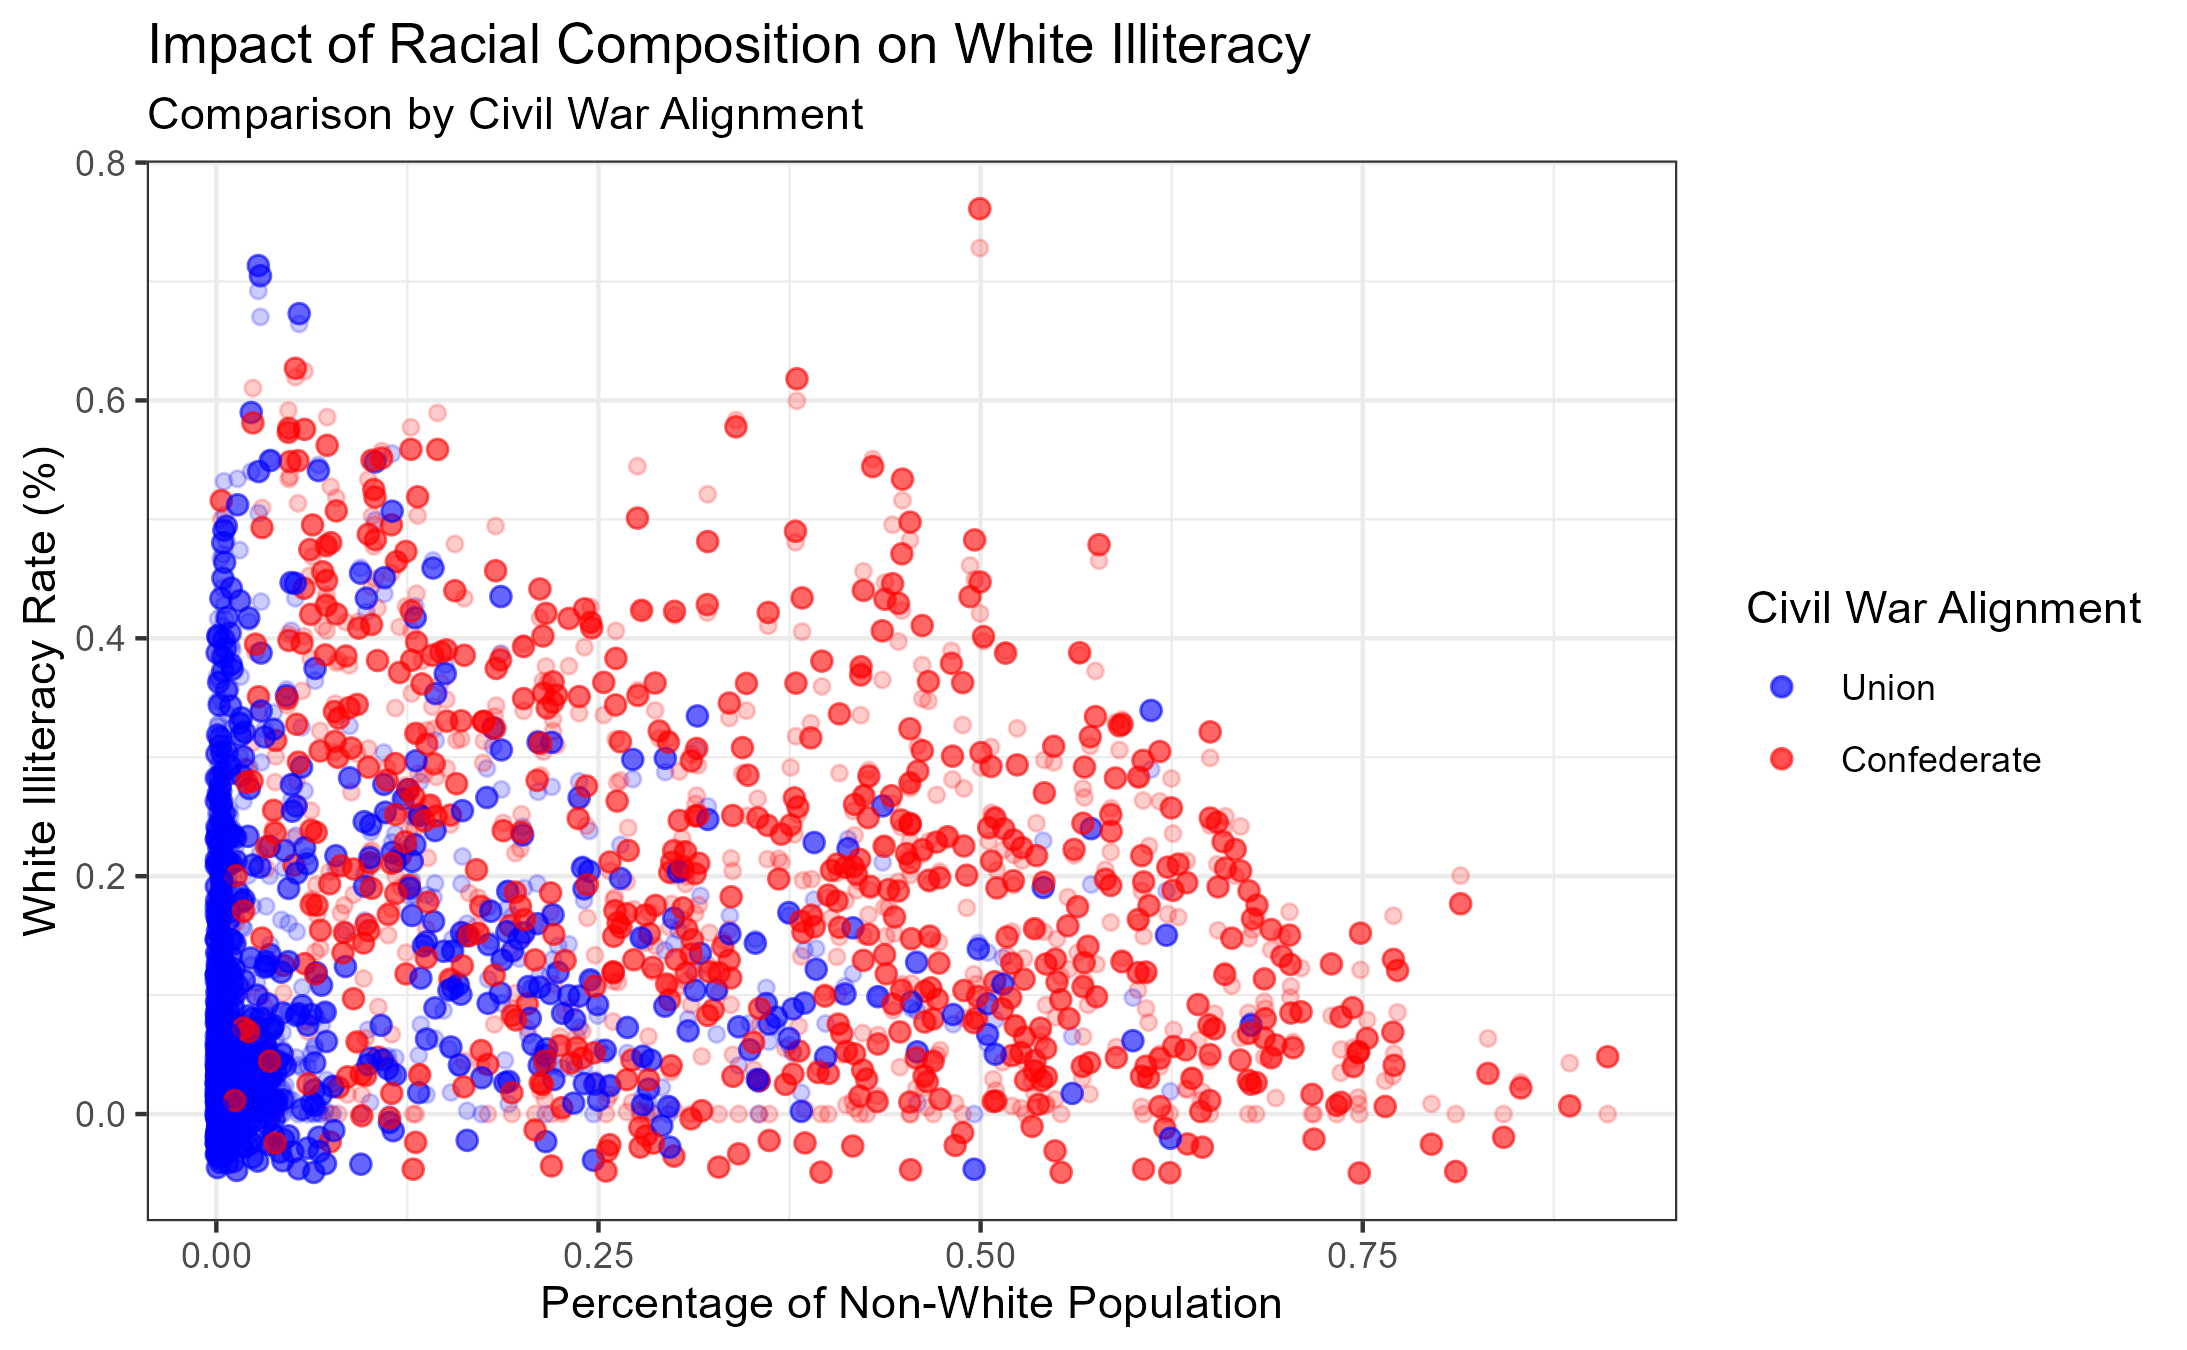 Impact of Racial Composition on White Illiteracy
Comparison by Civil War Alignment
0.8
0.6
0.4
0.2
0.0
White Illiteracy Rate (%)
0.00
0.25
0.50
0.75
Percentage of Non-White Population
Civil War Alignment
Union
Confederate